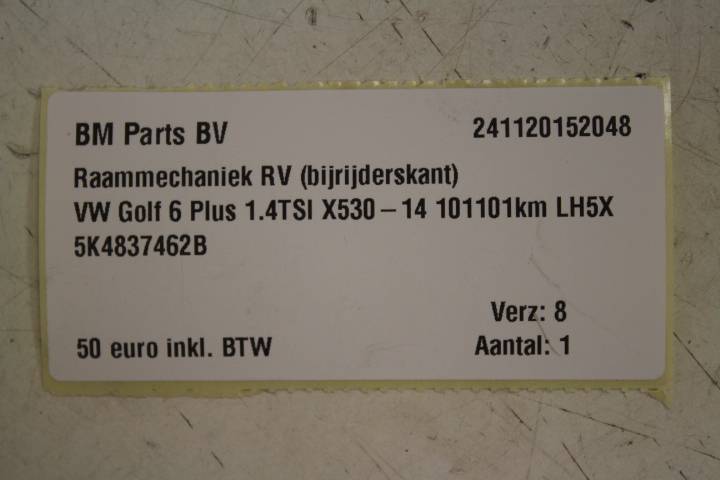 BM Parts BV 241120152048
Raammechaniek RV (bijrijderskant)
VW Golf 6 Plus 1.4TSI X530 – 14 101101km LH5X
5K4837462B
Verz: 8
50 euro inkl. BTW Aantal: 1